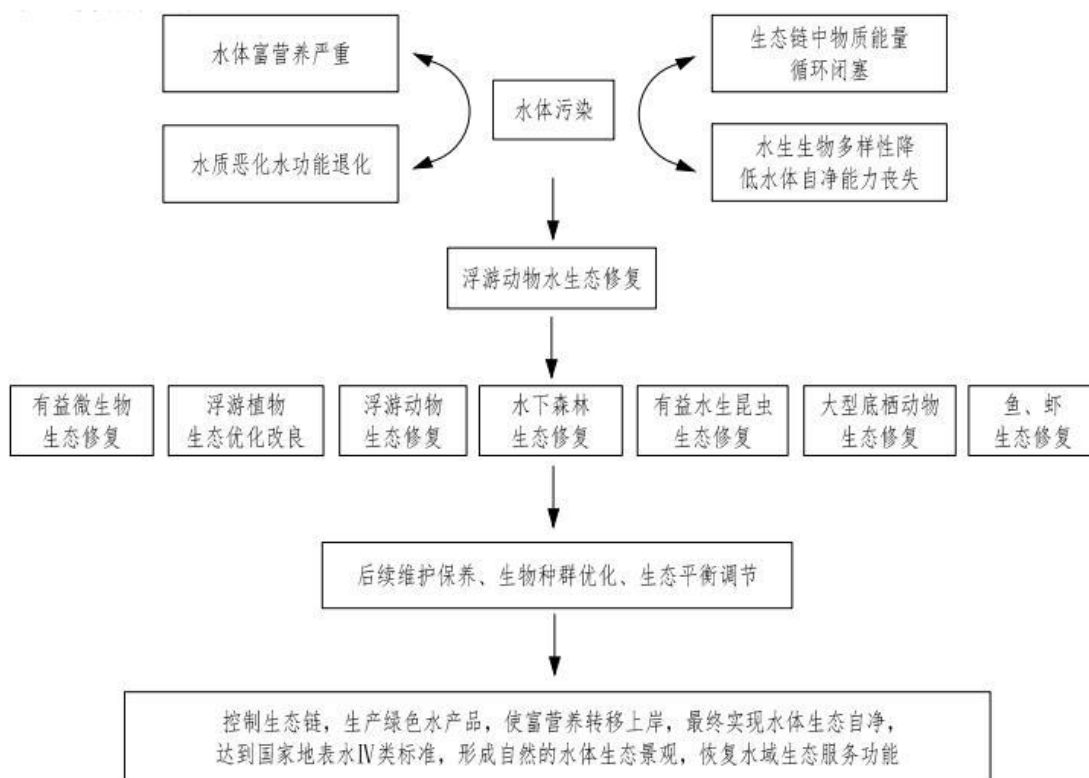 水体富营养严重
生态链中物质能量
循环闭塞
水体污染
水质恶化水功能退化
水生生物多样性降
低水体自净能力丧失
浮游动物水生态修复
有益微生物
生态修复
浮游植物
生态优化改良
浮游动物
生态修复
水下森林
生态修复
有益水生昆虫
生态修复
大型底栖动物
生态修复
鱼、虾
生态修复
后续维护保养、生物种群优化、生态平衡调节
控制生态链，生产绿色水产品，使富营养转移上岸，最终实现水体生态自净，
达到国家地表水Ⅳ类标准，形成自然的水体生态景观，恢复水域生态服务功能